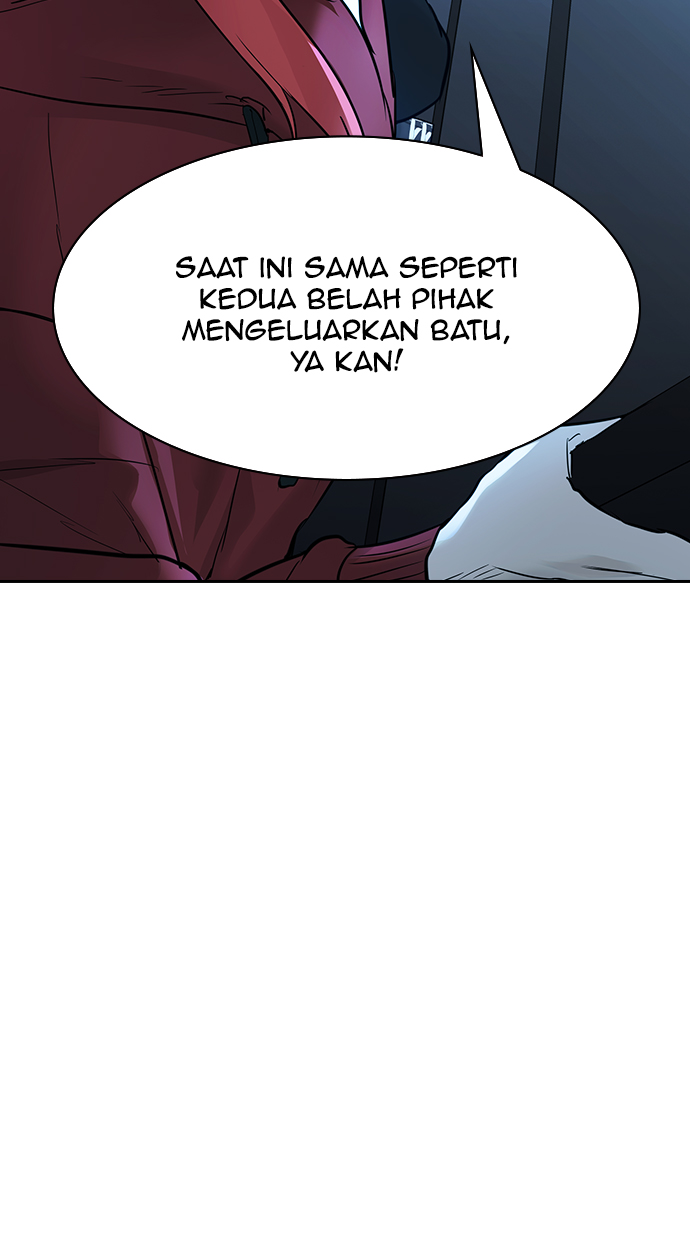 SAAT INI SAMA SEPERTI
KEDUA BELAH PIHAK
MENGELUARKAN BATU,
YA KAN!